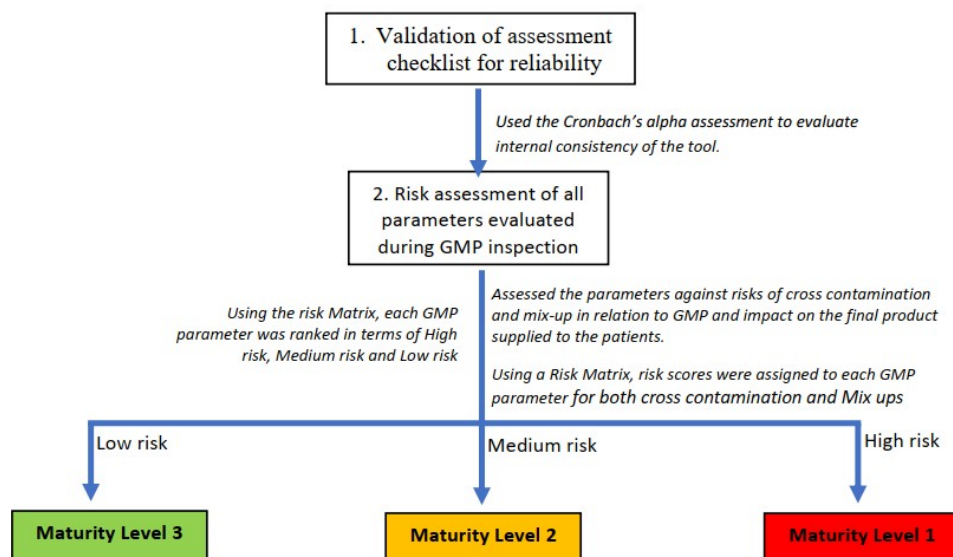 1. Validation of assessment
checklist for reliability
Used the Cronbach's alpha assessment to evaluate
internal consistency of the tool.
2. Risk assessment of all
parameters evaluated
during GMP inspection
Using the risk Matrix, each GMP
parameter was ranked in terms of High
risk, Medium risk and Low risk
Assessed the parameters against risks of cross contamination
and mix-up in relation to GMP and impact on the final product
supplied to the patients.
Using a Risk Matrix, risk scores were assigned to each GMP
parameter for both cross contamination and Mix ups
Low risk
Medium risk
High risk
Maturity Level 3
Maturity Level 2
Maturity Level 1